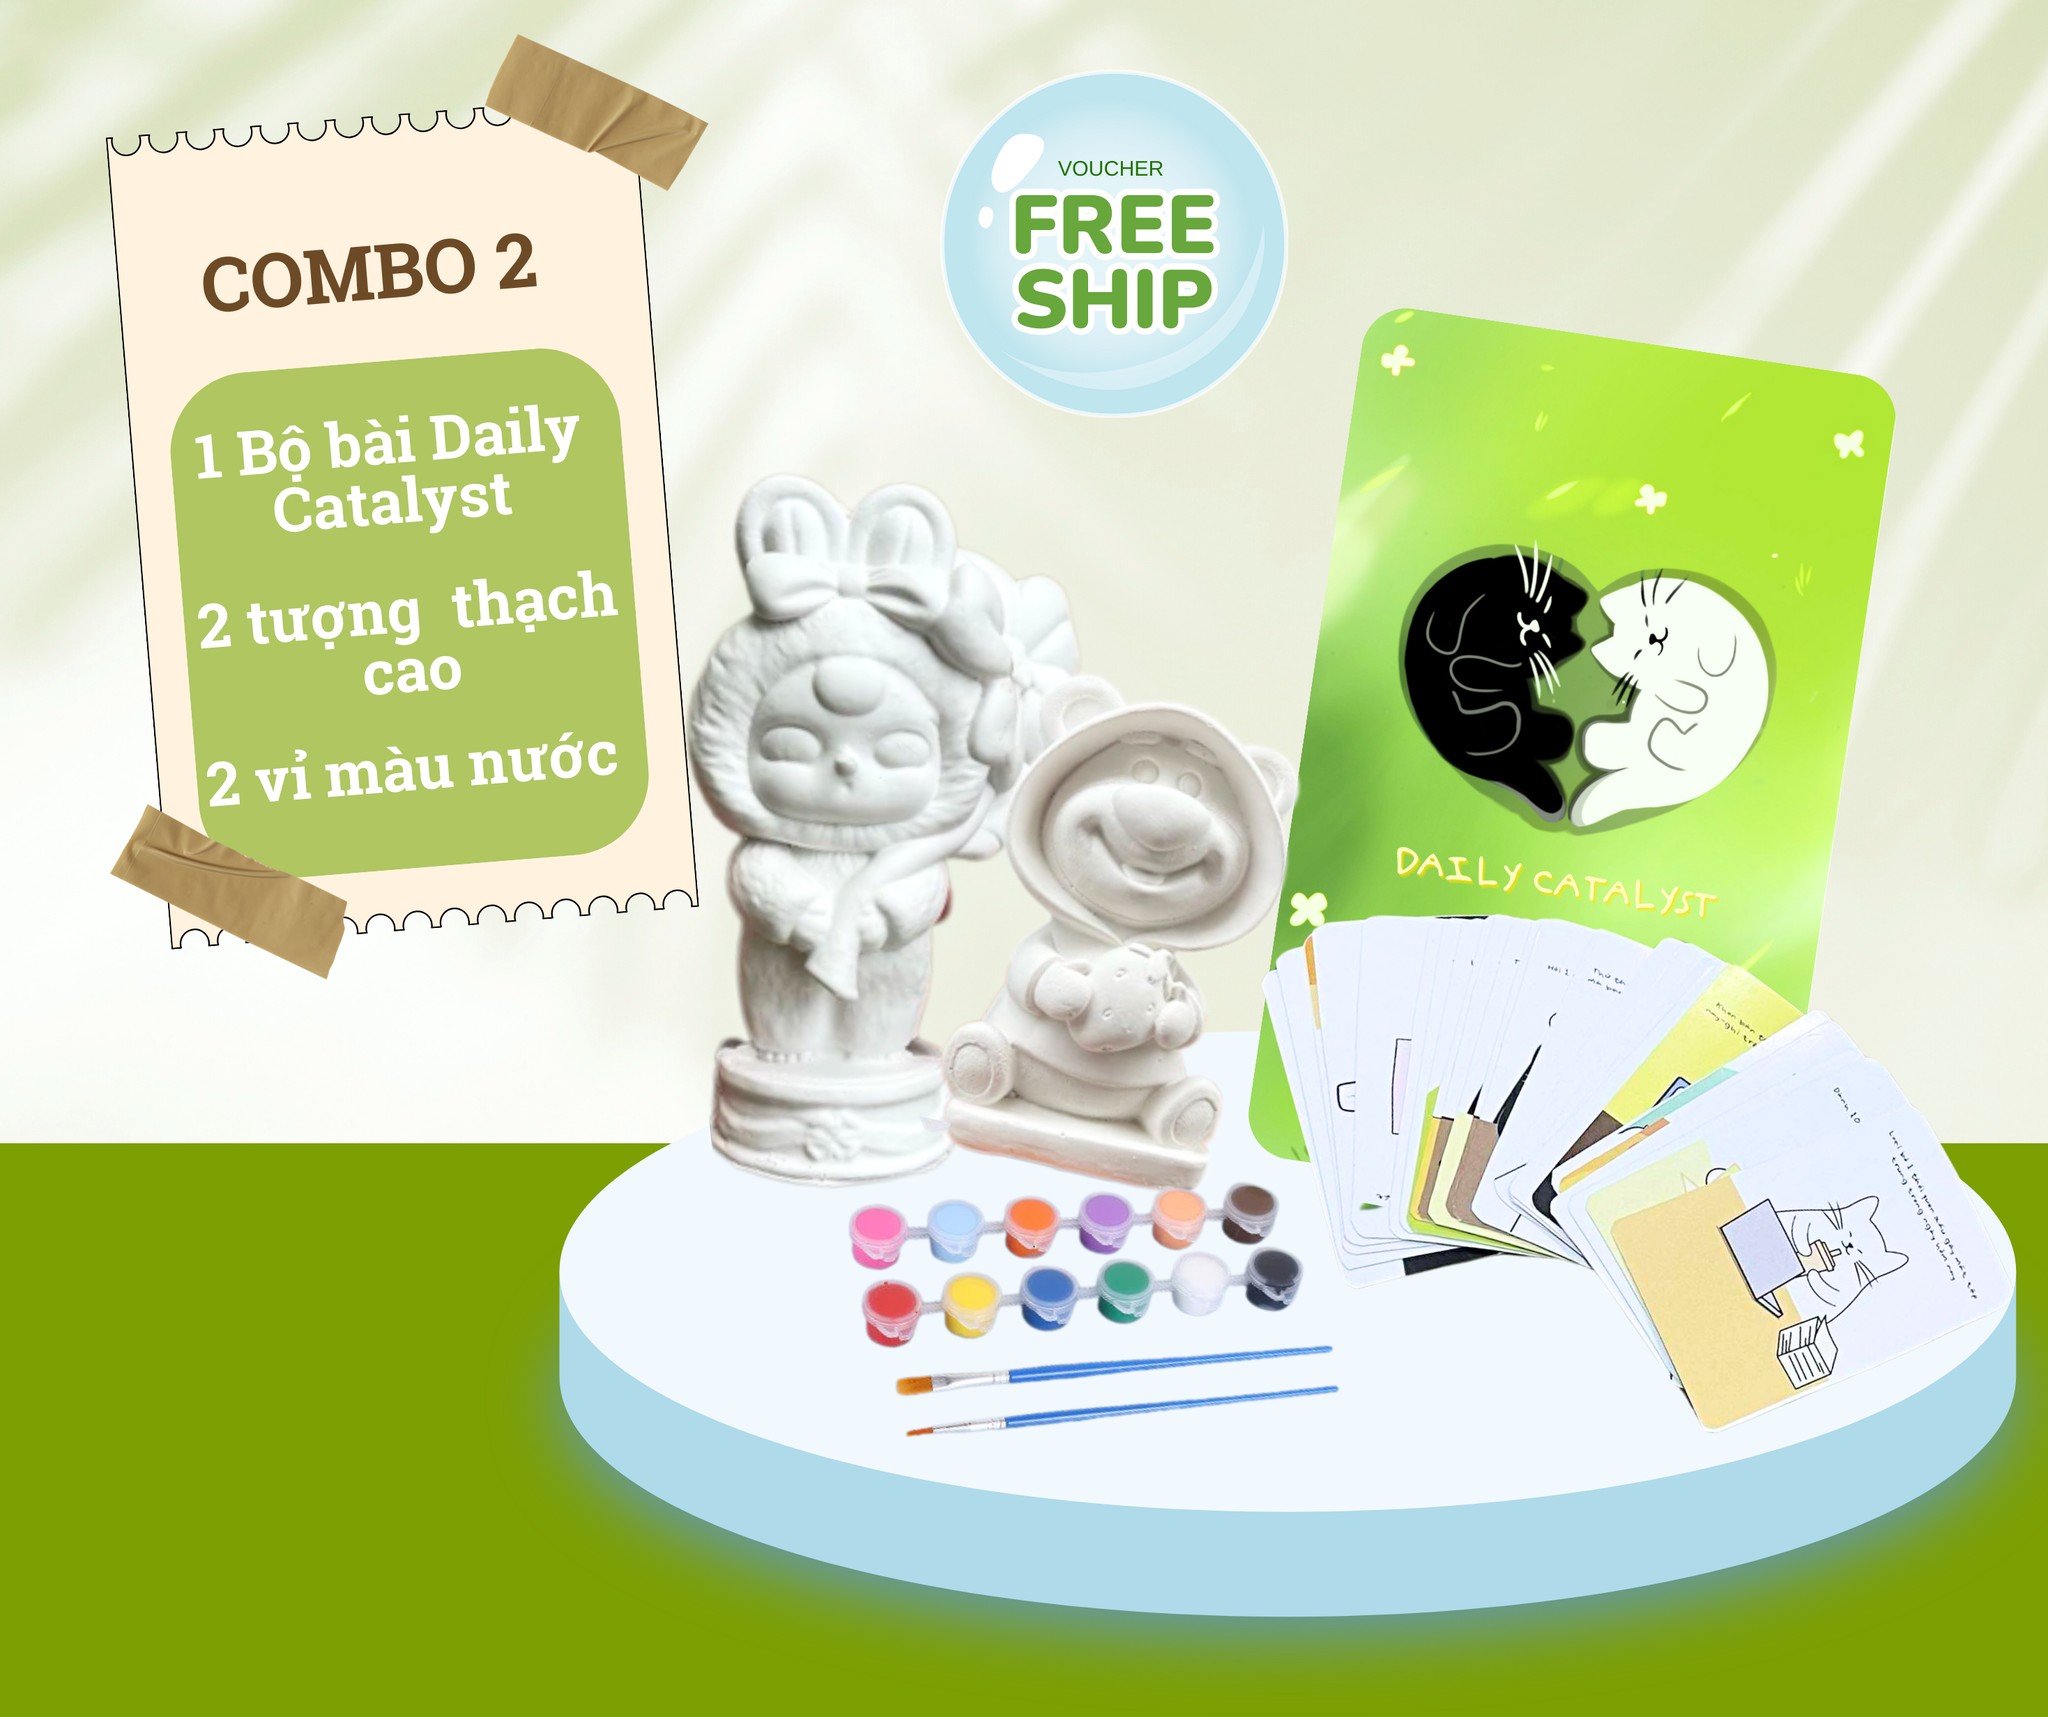 COMBO 2
1 Bộ bài Daily
Catalyst
2 tượng thạch
cao
2 vỉ màu nước
VOUCHER
FREE
SHIP
DAILY CATALYST